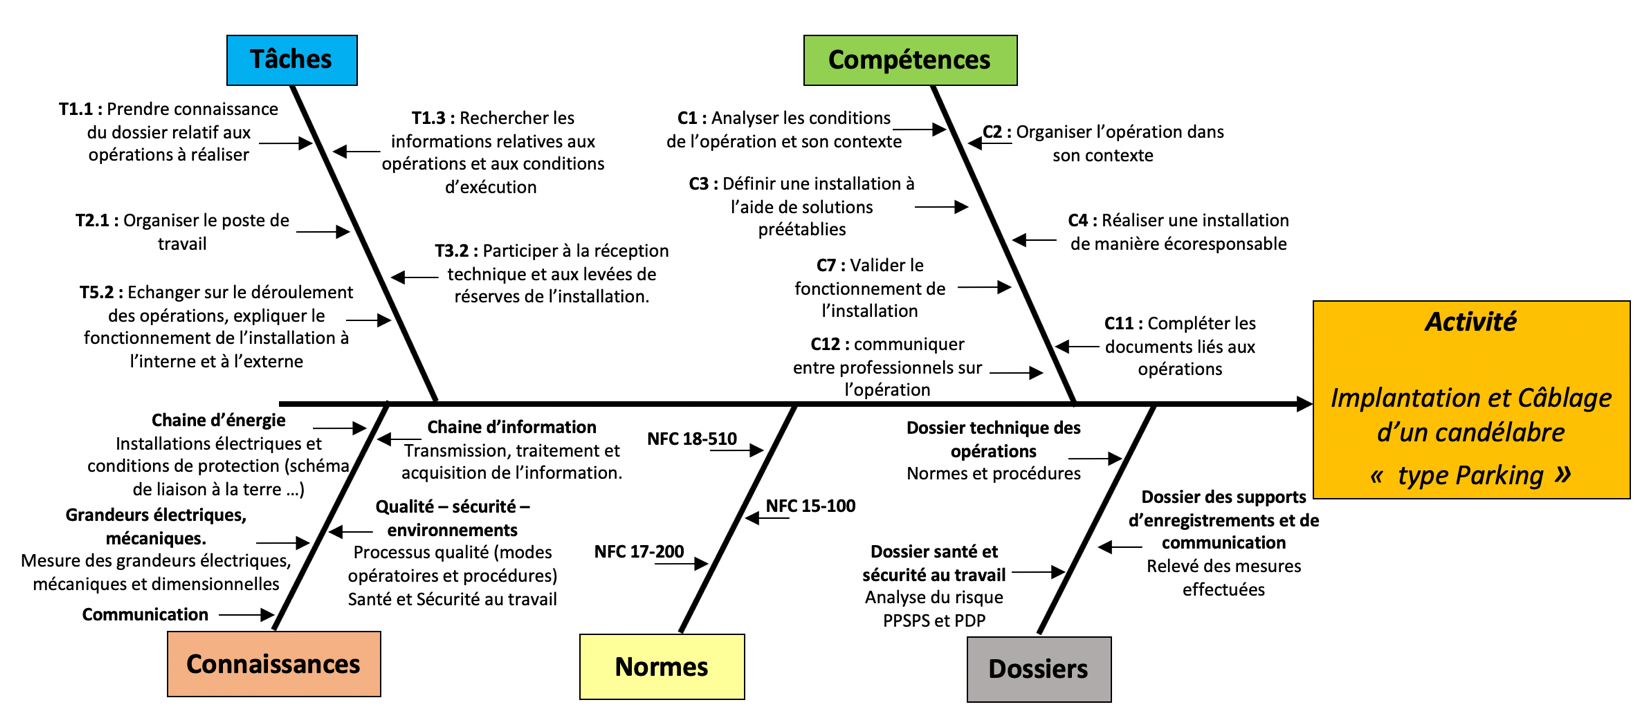 Tâches
T1.1 : Prendre connaissance
du dossier relatif aux
opérations à réaliser
T1.3 : Rechercher les
informations relatives aux
opérations et aux conditions
d'exécution
T2.1 : Organiser le poste de
travail
T3.2 : Participer à la réception
technique et aux levées de
réserves de l'installation.
T5.2 : Echanger sur le déroulement
des opérations, expliquer le
fonctionnement de l'installation à
l'interne et à l'externe
Compétences
C1 : Analyser les conditions
de l'opération et son contexte
C2 : Organiser l'opération dans
son contexte
C3 : Définir une installation à
l'aide de solutions
préétablies
C4 : Réaliser une installation
de manière écoresponsable
C7 : Valider le
fonctionnement de
l'installation
C11 : Compléter les
documents liés aux
opérations
C12 : communiquer
entre professionnels sur
l'opération
Activité
Implantation et Câblage
d'un candélabre
« type Parking »
Chaine d'énergie
Installations électriques et
conditions de protection (schéma
de liaison à la terre …)
Chaine d'information
Transmission, traitement et
acquisition de l'information.
Grandeurs électriques,
mécaniques.
Mesure des grandeurs électriques,
mécaniques et dimensionnelles
Qualité – sécurité –
environnements
Processus qualité (modes
opératoires et procédures)
Santé et Sécurité au travail
Communication
Connaissances
NFC 18-510
NFC 15-100
NFC 17-200
Normes
Dossier technique des
opérations
Normes et procédures
Dossier des supports
d'enregistrements et de
communication
Relevé des mesures
effectuées
Dossier santé et
sécurité au travail
Analyse du risque
PPSPS et PDP
Dossiers